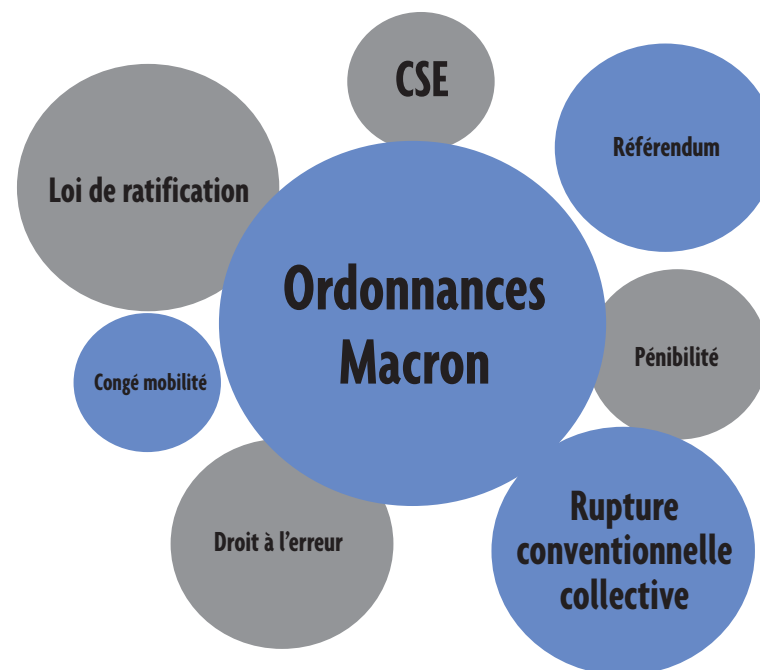 CSE
Référendum
Loi de ratification
Ordonnances
Macron
Pénibilité
Congé mobilité
Rupture
conventionnelle
collective
Droit à l'erreur